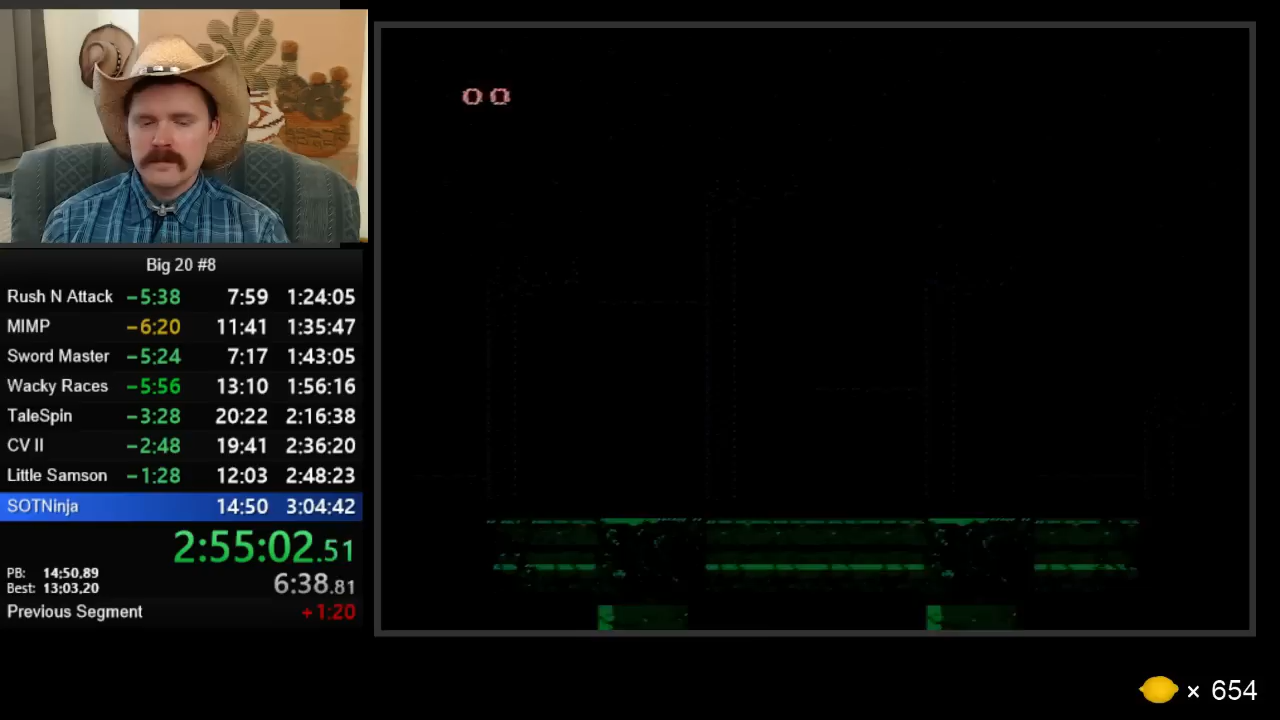 00
Big 20 #8
Rush N Attack -5:38 7:59 1:24:05
MIMP -6:20 11:41 1:35:47
Sword Master -5:24 7:17 1:43:05
Wacky Races -5:56 13:10 1:56:16
TaleSpin -3:28 20:22 2:16:38
CV II -2:48 19:41 2:36:20
Little Samson -1:28 12:03 2:48:23
SOTNinja 14:50 3:04:42
2:55:02.51
PB: 14:50.89 6:38.81
Best: 13:03.20
Previous Segment +1:20
× 654